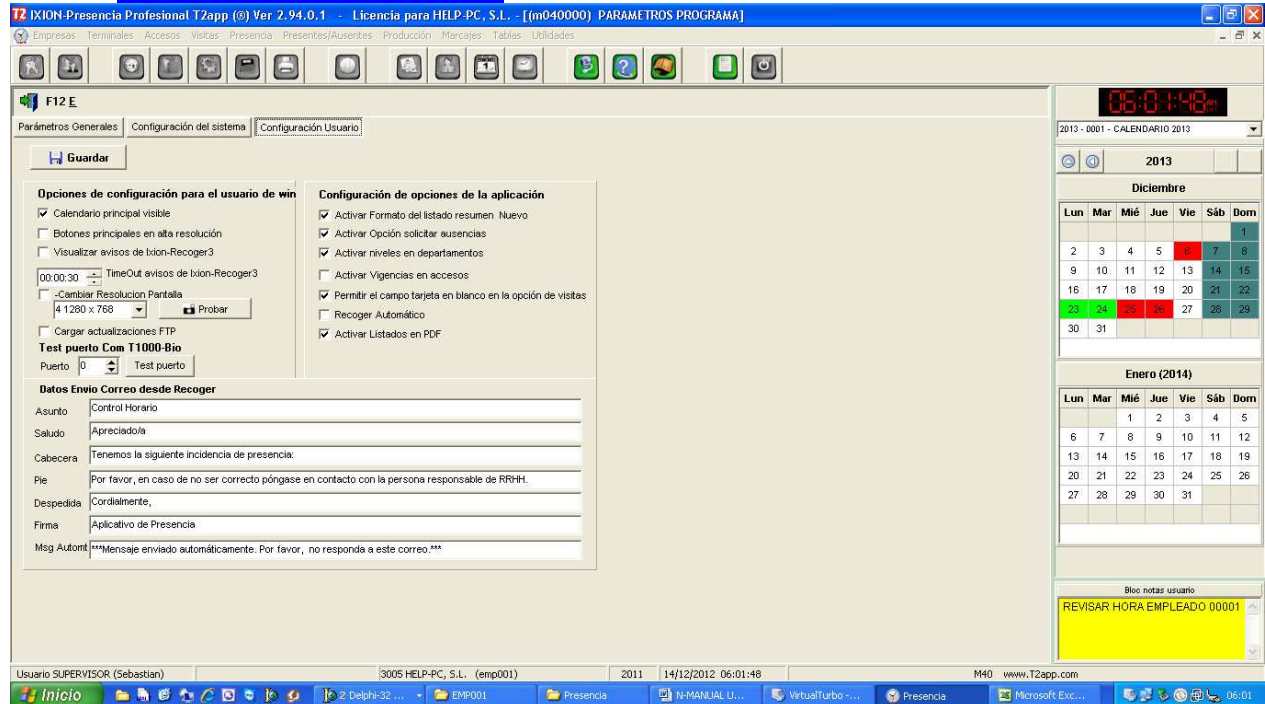 IXION-Presencia Profesional T2app (®) Ver 2.94.0.1 - Licencia para HELP-PC, S.L. - [(m040000) PARAMETROS PROGRAMA]
Empresas Terminales Accesos Visitas Presencia Presentes/Ausentes Producción Marcajes Tablas Utilidades
F12 E
Parámetros Generales Configuración del sistema Configuración Usuario
Guardar
Opciones de configuración para el usuario de win
Calendario principal visible
Botones principales en alta resolución
Visualizar avisos de Ixion-Recoger3
00:00:30 TimeOut avisos de Ixion-Recoger3
-Cambiar Resolucion Pantalla
4 1280 x 768 Probar
Cargar actualizaciones FTP
Test puerto Com T1000-Bio
Puerto 0 Test puerto
Configuración de opciones de la aplicación
Activar Formato del listado resumen Nuevo
Activar Opción solicitar ausencias
Activar niveles en departamentos
Activar Vigencias en accesos
Permitir el campo tarjeta en blanco en la opción de visitas
Recoger Automático
Activar Listados en PDF
Datos Envio Correo desde Recoger
Asunto Control Horario
Saludo Apreciado/a
Cabecera Tenemos la siguiente incidencia de presencia:
Pie Por favor, en caso de no ser correcto póngase en contacto con la persona responsable de RRHH.
Despedida Cordialmente,
Firma Aplicativo de Presencia
Msg Automt ***Mensaje enviado automáticamente. Por favor, no responda a este correo.***
06:01:48 AM
2013 - 0001 - CALENDARIO 2013
2013
Diciembre
Lun Mar Mié Jue Vie Sáb Dom
1
2 3 4 5 6 7 8
9 10 11 12 13 14 15
16 17 18 19 20 21 22
23 24 25 26 27 28 29
30 31
Enero (2014)
Lun Mar Mié Jue Vie Sáb Dom
1 2 3 4 5
6 7 8 9 10 11 12
13 14 15 16 17 18 19
20 21 22 23 24 25 26
27 28 29 30 31
Bloc notas usuario
REVISAR HORA EMPLEADO 00001
Usuario SUPERVISOR (Sebastian) 3005 HELP-PC, S.L. (emp001) 2011 14/12/2012 06:01:48 M40 www.T2app.com
Inicio 2 Delphi-32 ... EMP001 Presencia N-MANUAL U... VirtualTurbo -... Presencia Microsoft Exc... 06:01